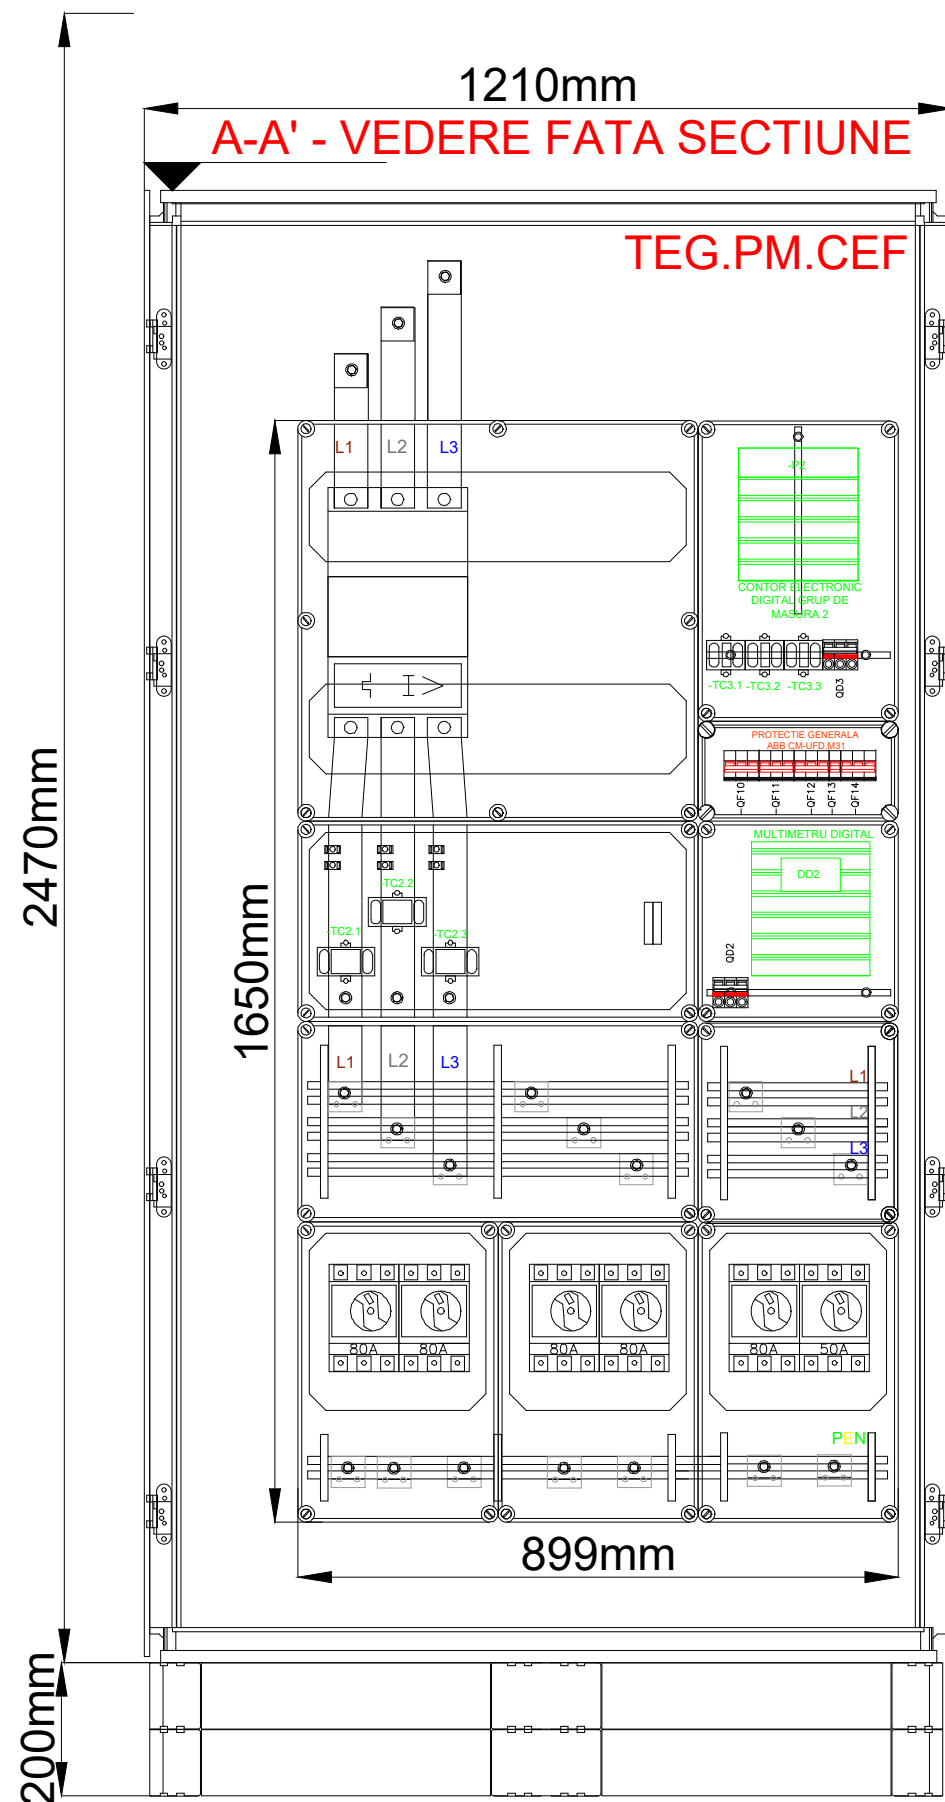 1210mm
A-A' - VEDERE FATA SECTIUNE
TEG.PM.CEF
L1
L2
L3
-P2
CONTOR ELECTRONIC
DIGITAL GRUP DE
MASURA 2
-TC3.1
-TC3.2
-TC3.3
QD3
PROTECTIE GENERALA
ABB CM-UFD.M31
-QF10
-QF11
-QF12
-QF13
-QF14
2470mm
1650mm
-TC2.2
-TC2.1
-TC2.3
MULTIMETRU DIGITAL
DD2
QD2
L1
L2
L3
L1
L2
L3
80A
80A
80A
80A
80A
50A
PEN
899mm
200mm